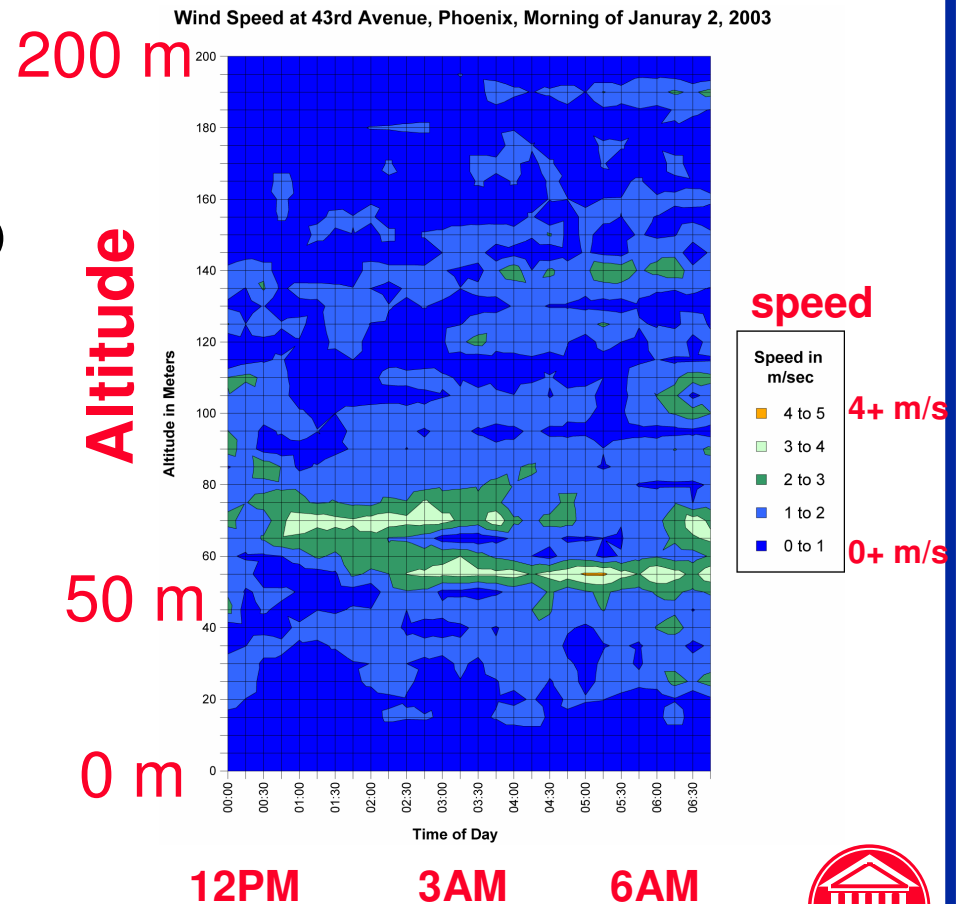 Wind Speed at 43rd Avenue, Phoenix, Morning of Januray 2, 2003
200 m
200
180
160
140
120
100
80
60
40
20
0
Altitude
Altitude in Meters
50 m
0 m
speed
Speed in
m/sec
4 to 5
3 to 4
2 to 3
1 to 2
0 to 1
4+ m/s
0+ m/s
00:00
00:30
01:00
01:30
02:00
02:30
03:00
03:30
04:00
04:30
05:00
05:30
06:00
06:30
Time of Day
12PM 3AM 6AM
)